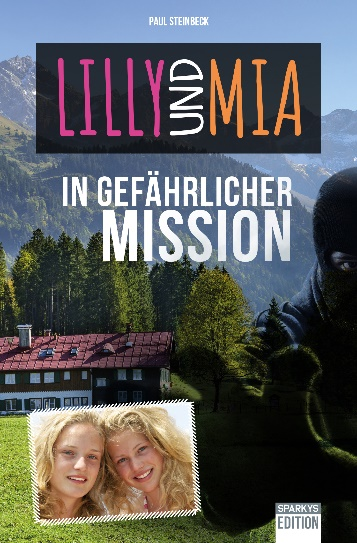 PAUL STEINBECK
LILLY UND MIA
IN GEFÄHRLICHER
MISSION
SPARKYS
EDITION